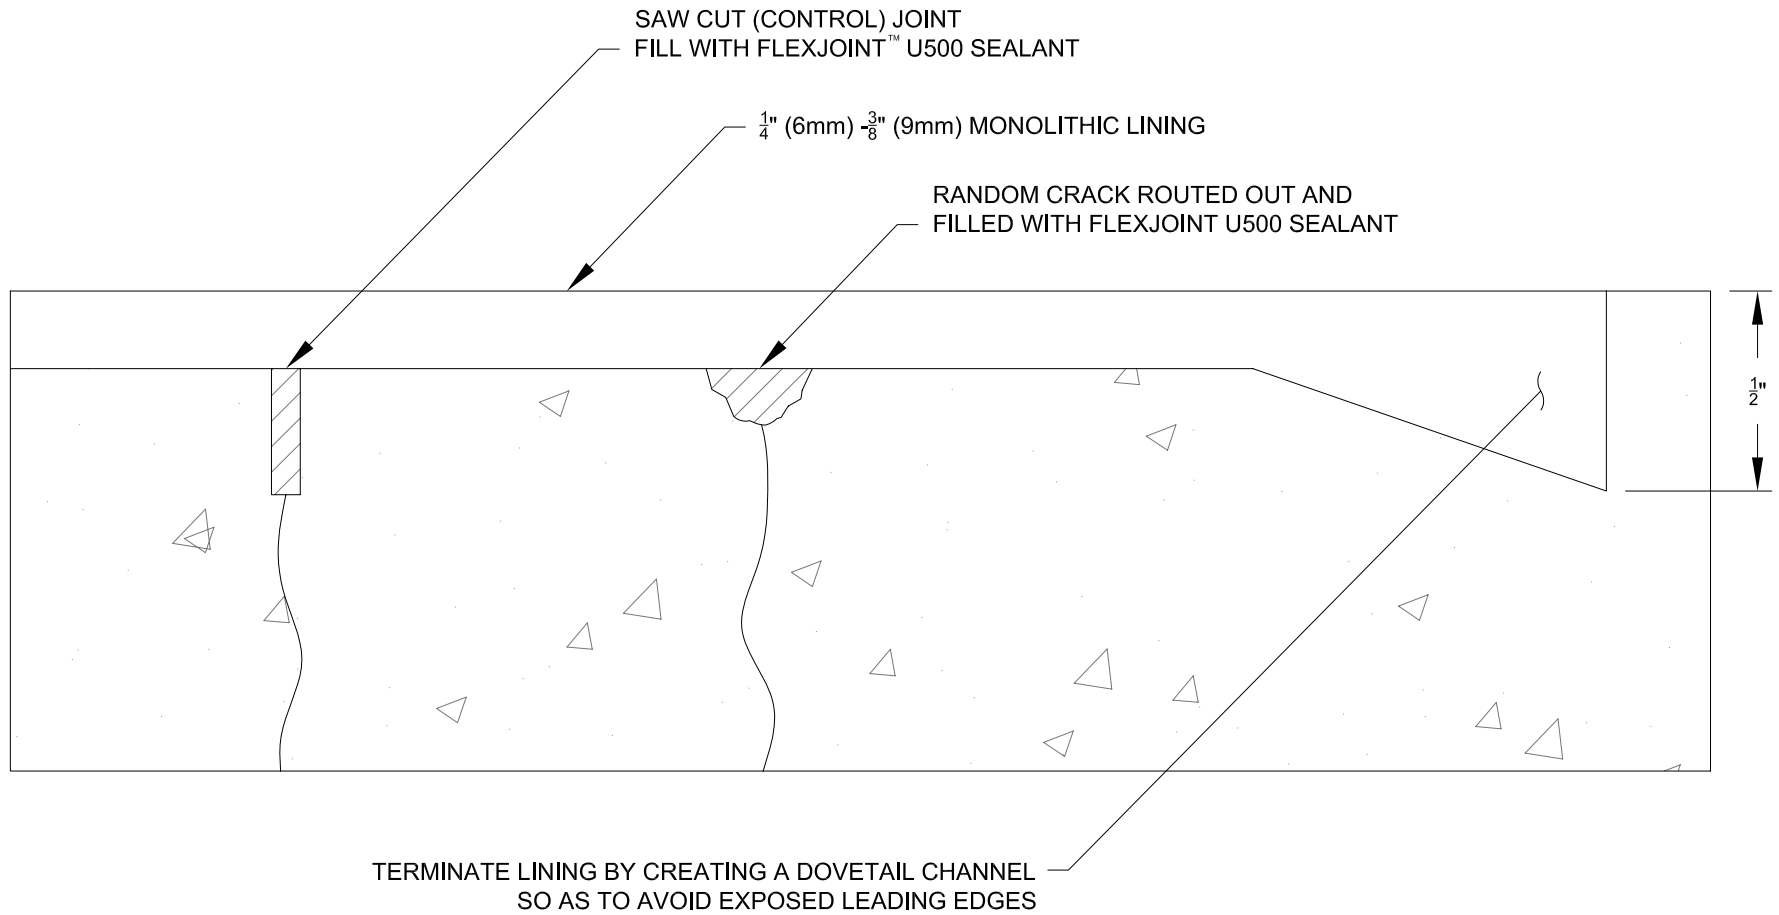 SAW CUT (CONTROL) JOINT
FILL WITH FLEXJOINT™ U500 SEALANT
1/4" (6mm) -3/8" (9mm) MONOLITHIC LINING
RANDOM CRACK ROUTED OUT AND
FILLED WITH FLEXJOINT U500 SEALANT
1/2"
TERMINATE LINING BY CREATING A DOVETAIL CHANNEL
SO AS TO AVOID EXPOSED LEADING EDGES